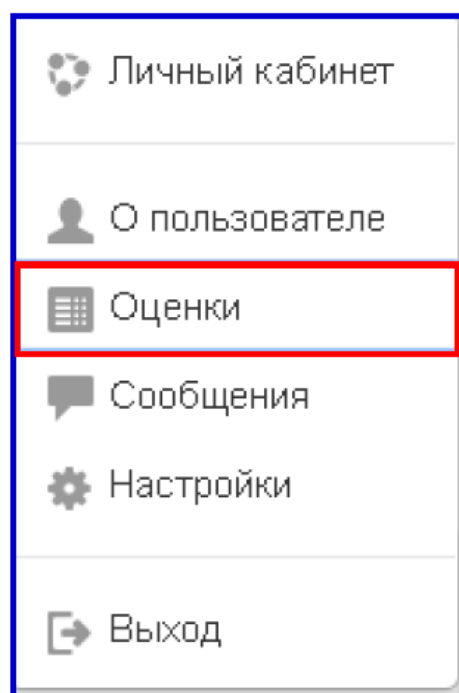 Личный кабинет
О пользователе
Оценки
Сообщения
Настройки
Выход